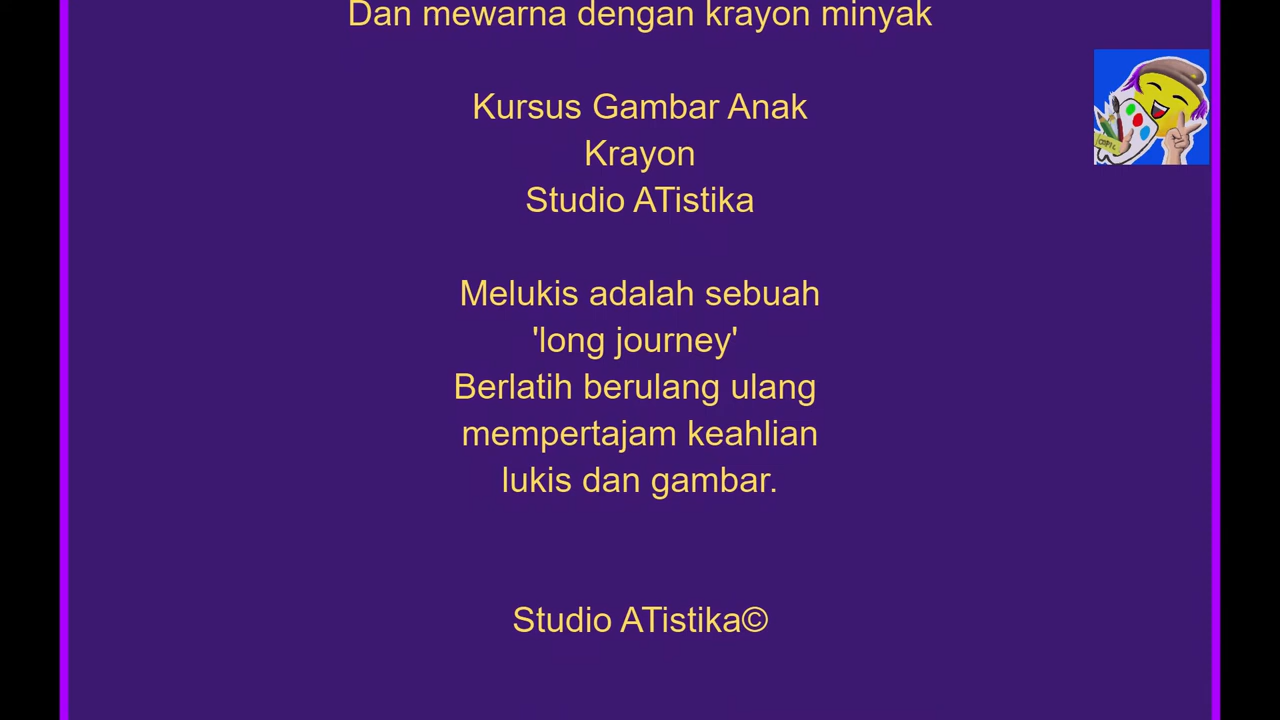 Dan mewarna dengan krayon minyak
Kursus Gambar Anak
Krayon
Studio ATistika
Melukis adalah sebuah
'long journey'
Berlatih berulang ulang
mempertajam keahlian
lukis dan gambar.
Studio ATistika©